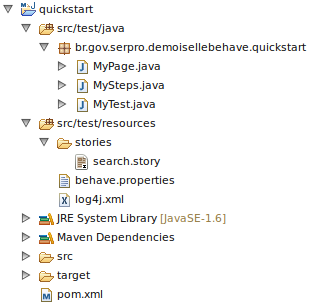 quickstart
src/test/java
br.gov.serpro.demoisellebehave.quickstart
MyPage.java
MySteps.java
MyTest.java
src/test/resources
stories
search.story
behave.properties
log4j.xml
JRE System Library [JavaSE-1.6]
Maven Dependencies
src
target
pom.xml